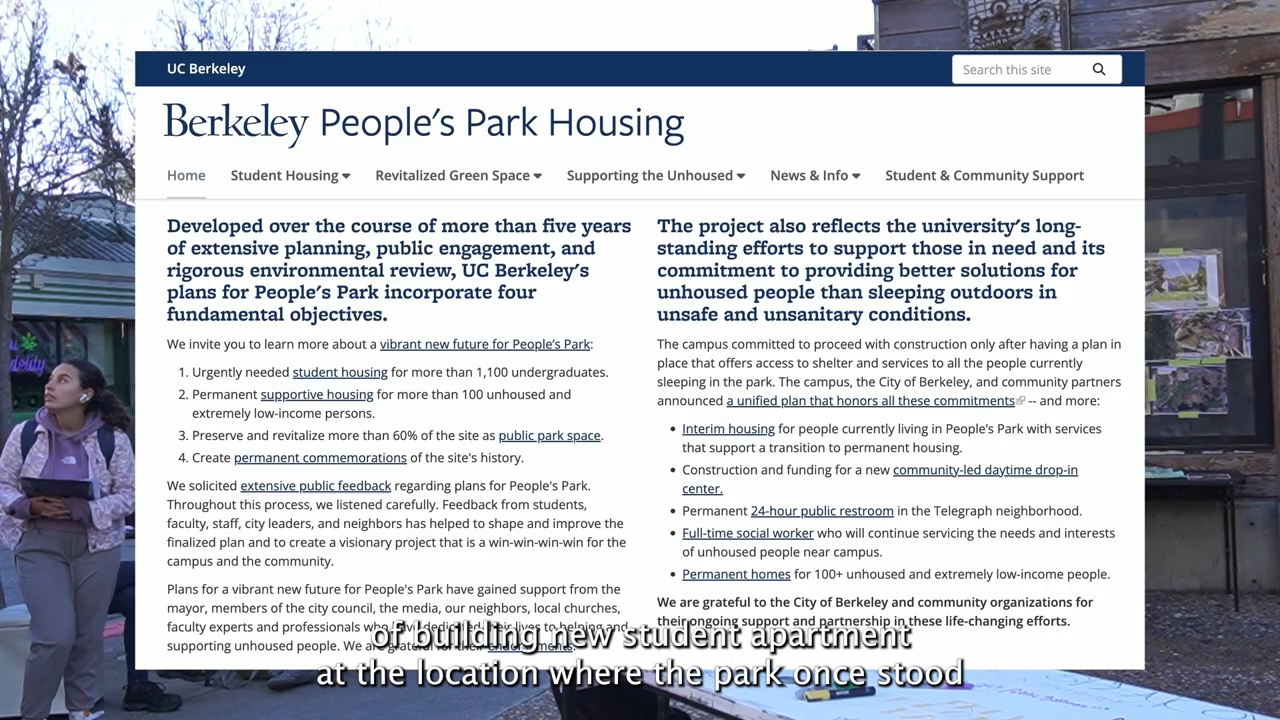 UC Berkeley
Search this site
Berkeley People's Park Housing
Home
Student Housing
Revitalized Green Space
Supporting the Unhoused
News & Info
Student & Community Support
Developed over the course of more than five years
of extensive planning, public engagement, and
rigorous environmental review, UC Berkeley's
plans for People's Park incorporate four
fundamental objectives.
We invite you to learn more about a vibrant new future for People's Park:
1. Urgently needed student housing for more than 1,100 undergraduates.
2. Permanent supportive housing for more than 100 unhoused and
extremely low-income persons.
3. Preserve and revitalize more than 60% of the site as public park space.
4. Create permanent commemorations of the site's history.
We solicited extensive public feedback regarding plans for People's Park.
Throughout this process, we listened carefully. Feedback from students,
faculty, staff, city leaders, and neighbors has helped to shape and improve the
finalized plan and to create a visionary project that is a win-win-win-win for the
campus and the community.
Plans for a vibrant new future for People's Park have gained support from the
mayor, members of the city council, the media, our neighbors, local churches,
faculty experts and professionals who have dedicated their lives to helping and
supporting unhoused people. We are grateful for their endorsements.
The project also reflects the university's long-
standing efforts to support those in need and its
commitment to providing better solutions for
unhoused people than sleeping outdoors in
unsafe and unsanitary conditions.
The campus committed to proceed with construction only after having a plan in
place that offers access to shelter and services to all the people currently
sleeping in the park. The campus, the City of Berkeley, and community partners
announced a unified plan that honors all these commitments -- and more:
• Interim housing for people currently living in People's Park with services
that support a transition to permanent housing.
• Construction and funding for a new community-led daytime drop-in
center.
• Permanent 24-hour public restroom in the Telegraph neighborhood.
• Full-time social worker who will continue servicing the needs and interests
of unhoused people near campus.
• Permanent homes for 100+ unhoused and extremely low-income people.
We are grateful to the City of Berkeley and community organizations for
their ongoing support and partnership in these life-changing efforts.
of building new student apartment
at the location where the park once stood